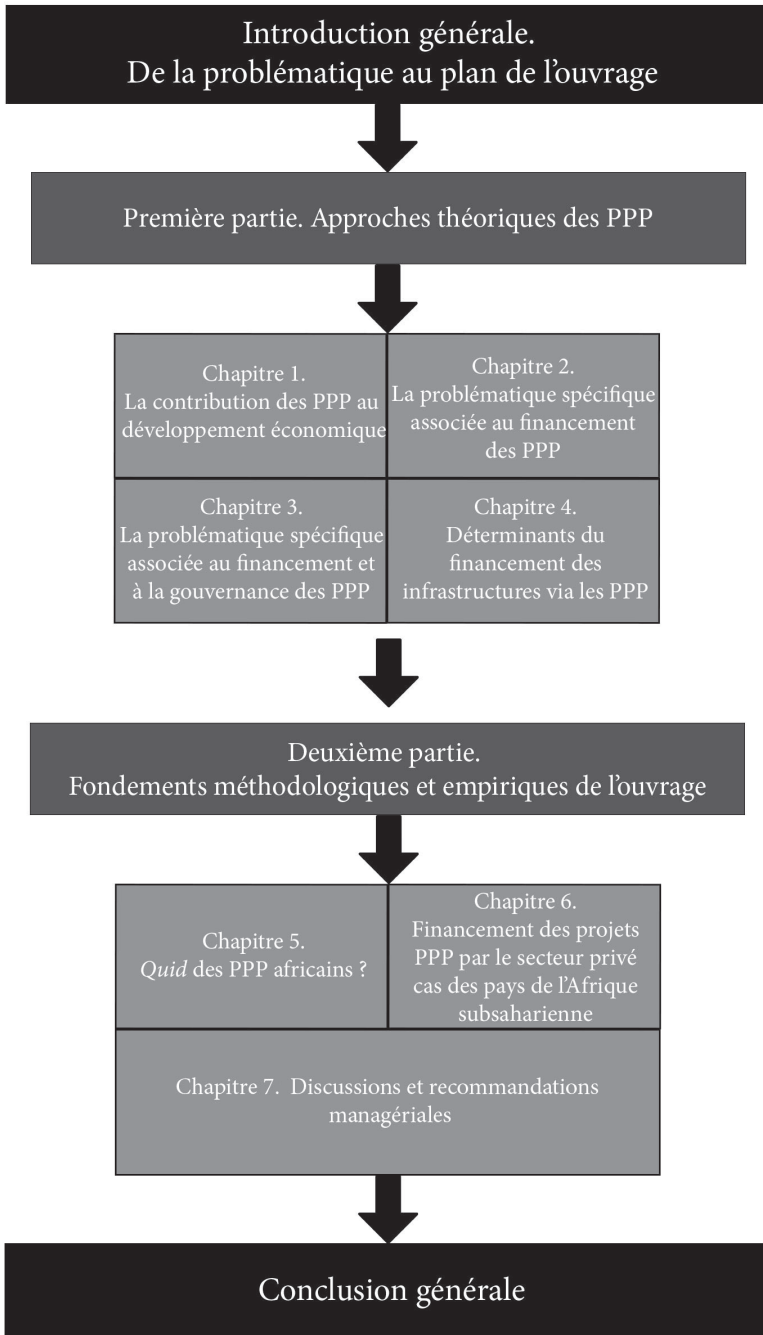 Introduction générale.
De la problématique au plan de l'ouvrage
Première partie. Approches théoriques des PPP
Chapitre 1.
La contribution des PPP au
développement économique
Chapitre 2.
La problématique spécifique
associée au financement
des PPP
Chapitre 3.
La problématique spécifique
associée au financement et
à la gouvernance des PPP
Chapitre 4.
Déterminants du
financement des
infrastructures via les PPP
Deuxième partie.
Fondements méthodologiques et empiriques de l'ouvrage
Chapitre 5.
Quid des PPP africains ?
Chapitre 6.
Financement des projets
PPP par le secteur privé
cas des pays de l'Afrique
subsaharienne
Chapitre 7. Discussions et recommandations
managériales
Conclusion générale